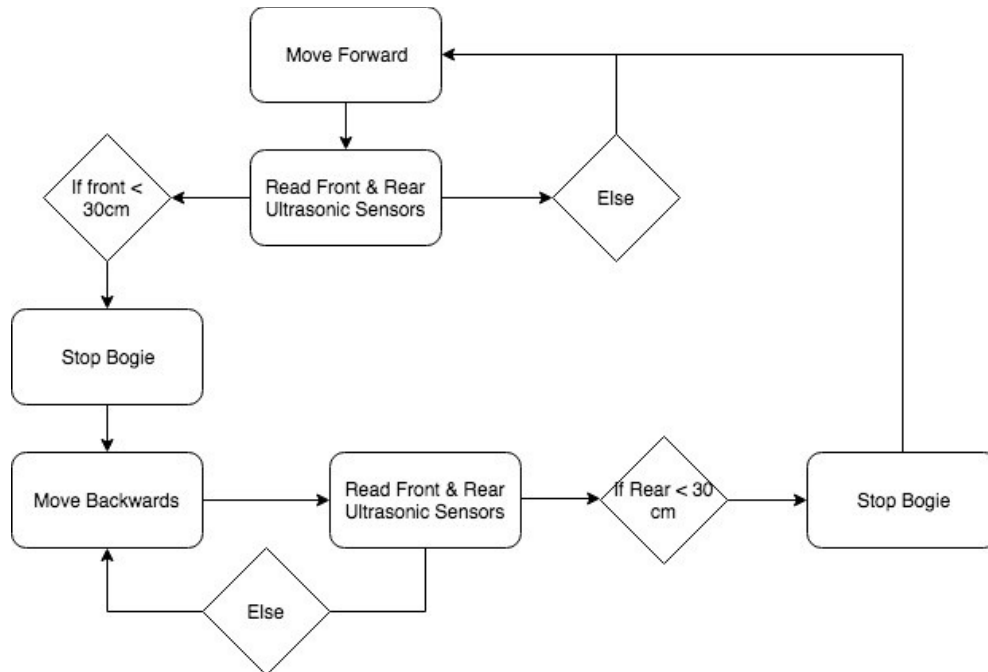 Move Forward
If front <
30cm
Read Front & Rear
Ultrasonic Sensors
Else
Stop Bogie
Move Backwards
Read Front & Rear
Ultrasonic Sensors
If Rear < 30
cm
Stop Bogie
Else